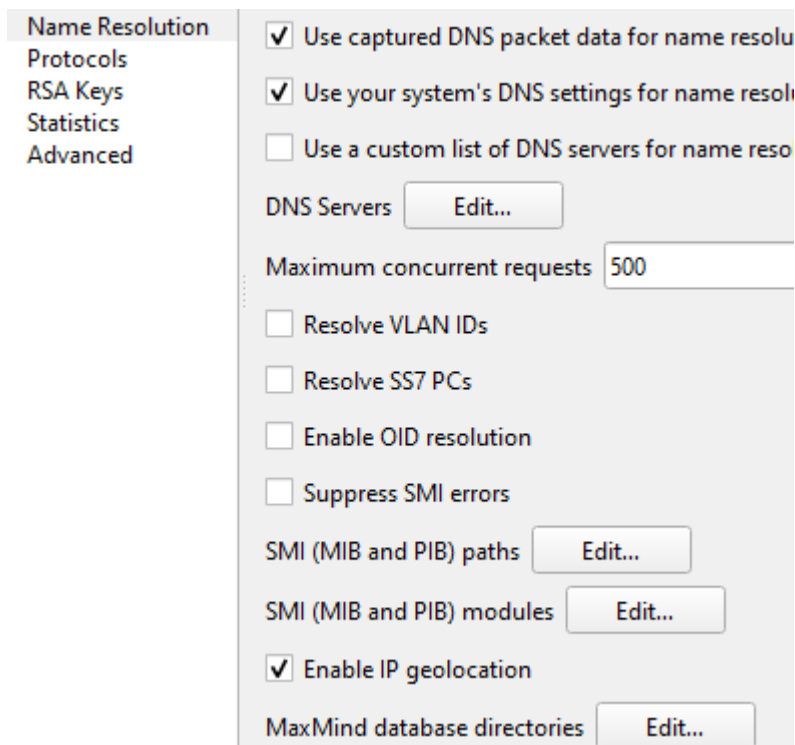 Name Resolution
Protocols
RSA Keys
Statistics
Advanced
Use captured DNS packet data for name
Use your system's DNS settings for name
Use a custom list of DNS servers for name
DNS Servers Edit...
Maximum concurrent requests 500
Resolve VLAN IDs
Resolve SS7 PCs
Enable OID resolution
Suppress SMI errors
SMI (MIB and PIB) paths Edit...
SMI (MIB and PIB) modules Edit...
Enable IP geolocation
MaxMind database directories Edit...